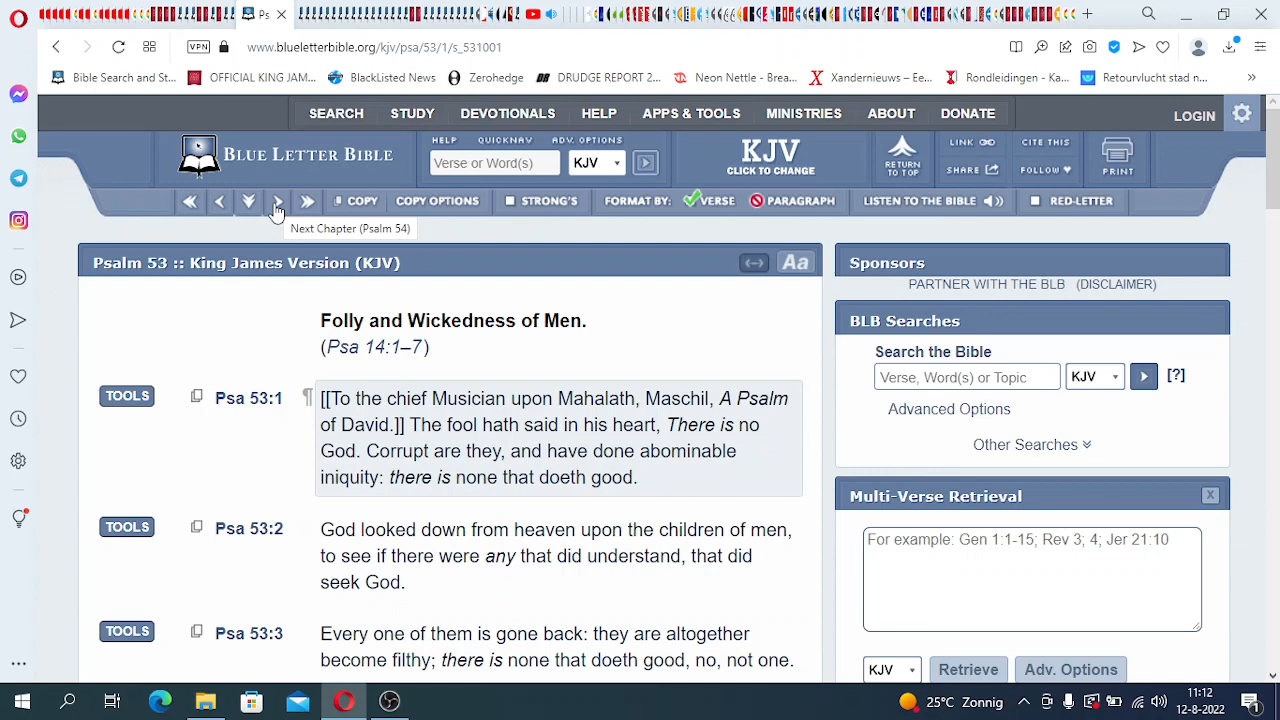 Ps
VPN
www.blueletterbible.org/kjv/psa/53/1/s_531001
Bible Search and St...
OFFICIAL KING JAM...
BlackListed News
Zerohedge
DRUDGE REPORT 2...
Neon Nettle - Brea...
Xandernieuws – Ee...
Rondleidingen - Ka...
Retourvlucht stad n...
SEARCH
STUDY
DEVOTIONALS
HELP
APPS & TOOLS
MINISTRIES
ABOUT
DONATE
LOGIN
BLUE LETTER BIBLE
HELP
QUICKNAV
ADV. OPTIONS
Verse or Word(s)
KJV
KJV
CLICK TO CHANGE
RETURN
TO TOP
LINK
CITE THIS
SHARE
FOLLOW
PRINT
COPY
COPY OPTIONS
STRONG'S
FORMAT BY:
VERSE
PARAGRAPH
LISTEN TO THE BIBLE
RED-LETTER
Next Chapter (Psalm 54)
Psalm 53 :: King James Version (KJV)
Aa
Folly and Wickedness of Men.
(Psa 14:1–7)
TOOLS
Psa 53:1
¶
[[To the chief Musician upon Mahalath, Maschil, A Psalm
of David.]] The fool hath said in his heart, There is no
God. Corrupt are they, and have done abominable
iniquity: there is none that doeth good.
TOOLS
Psa 53:2
God looked down from heaven upon the children of men,
to see if there were any that did understand, that did
seek God.
TOOLS
Psa 53:3
Every one of them is gone back: they are altogether
become filthy; there is none that doeth good, no, not one.
Sponsors
PARTNER WITH THE BLB (DISCLAIMER)
BLB Searches
Search the Bible
Verse, Word(s) or Topic
KJV
[?]
Advanced Options
Other Searches
Multi-Verse Retrieval
X
For example: Gen 1:1-15; Rev 3; 4; Jer 21:10
KJV
Retrieve
Adv. Options
25°C Zonnig
11:12
12-8-2022
1